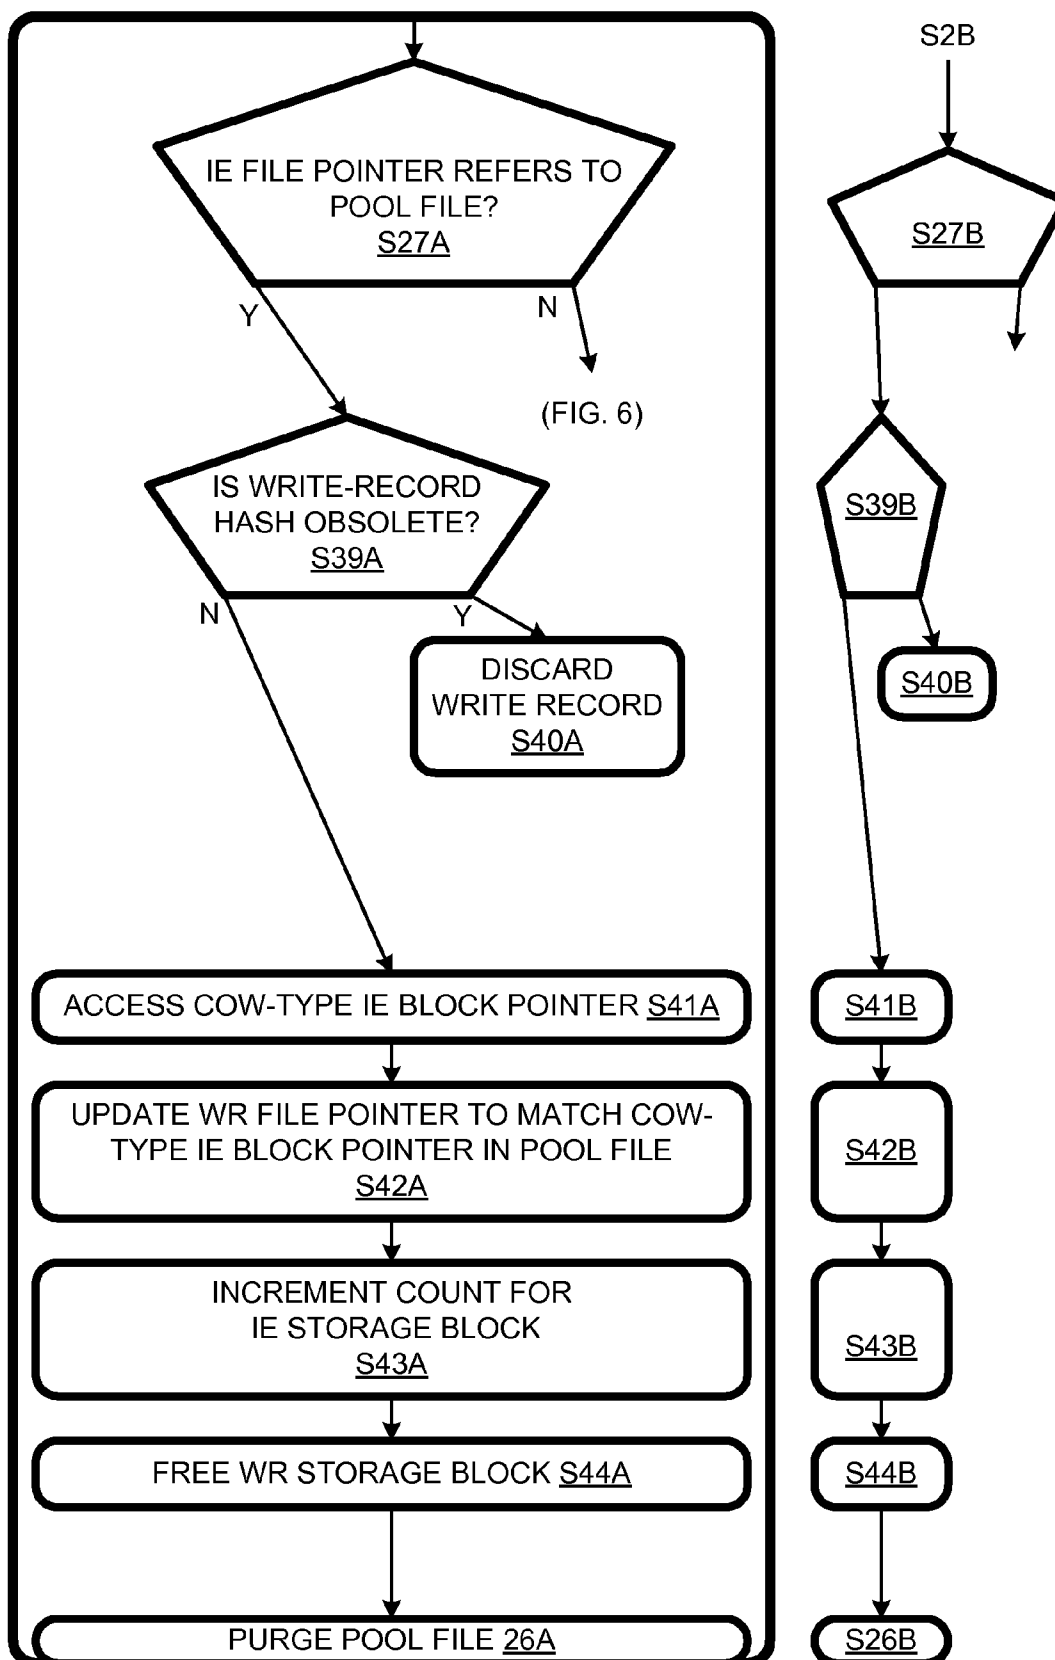 IE FILE POINTER REFERS TO
POOL FILE?
S27A
Y
N
(FIG. 6)
IS WRITE-RECORD
HASH OBSOLETE?
S39A
N
Y
DISCARD
WRITE RECORD
S40A
ACCESS COW-TYPE IE BLOCK POINTER S41A
UPDATE WR FILE POINTER TO MATCH COW-
TYPE IE BLOCK POINTER IN POOL FILE
S42A
INCREMENT COUNT FOR
IE STORAGE BLOCK
S43A
FREE WR STORAGE BLOCK S44A
PURGE POOL FILE 26A
S2B
S27B
S39B
S40B
S41B
S42B
S43B
S44B
S26B